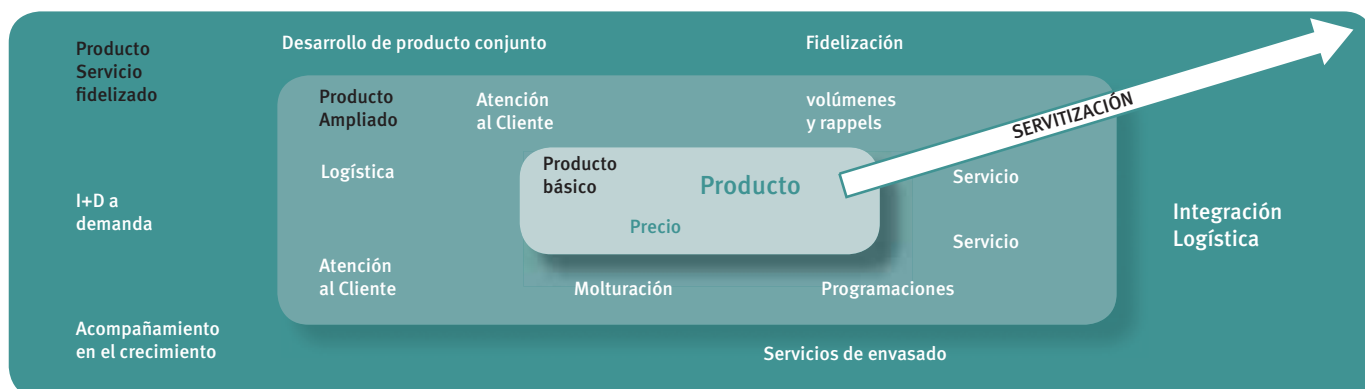 Producto
Servicio
fidelizado
Desarrollo de producto conjunto
Fidelización
Producto
Ampliado
Atención
al Cliente
volúmenes
y rappels
SERVITIZACIÓN
Logística
Producto
básico
Producto
Precio
Servicio
Servicio
I+D a
demanda
Integración
Logística
Atención
al Cliente
Molturación
Programaciones
Acompañamiento
en el crecimiento
Servicios de envasado